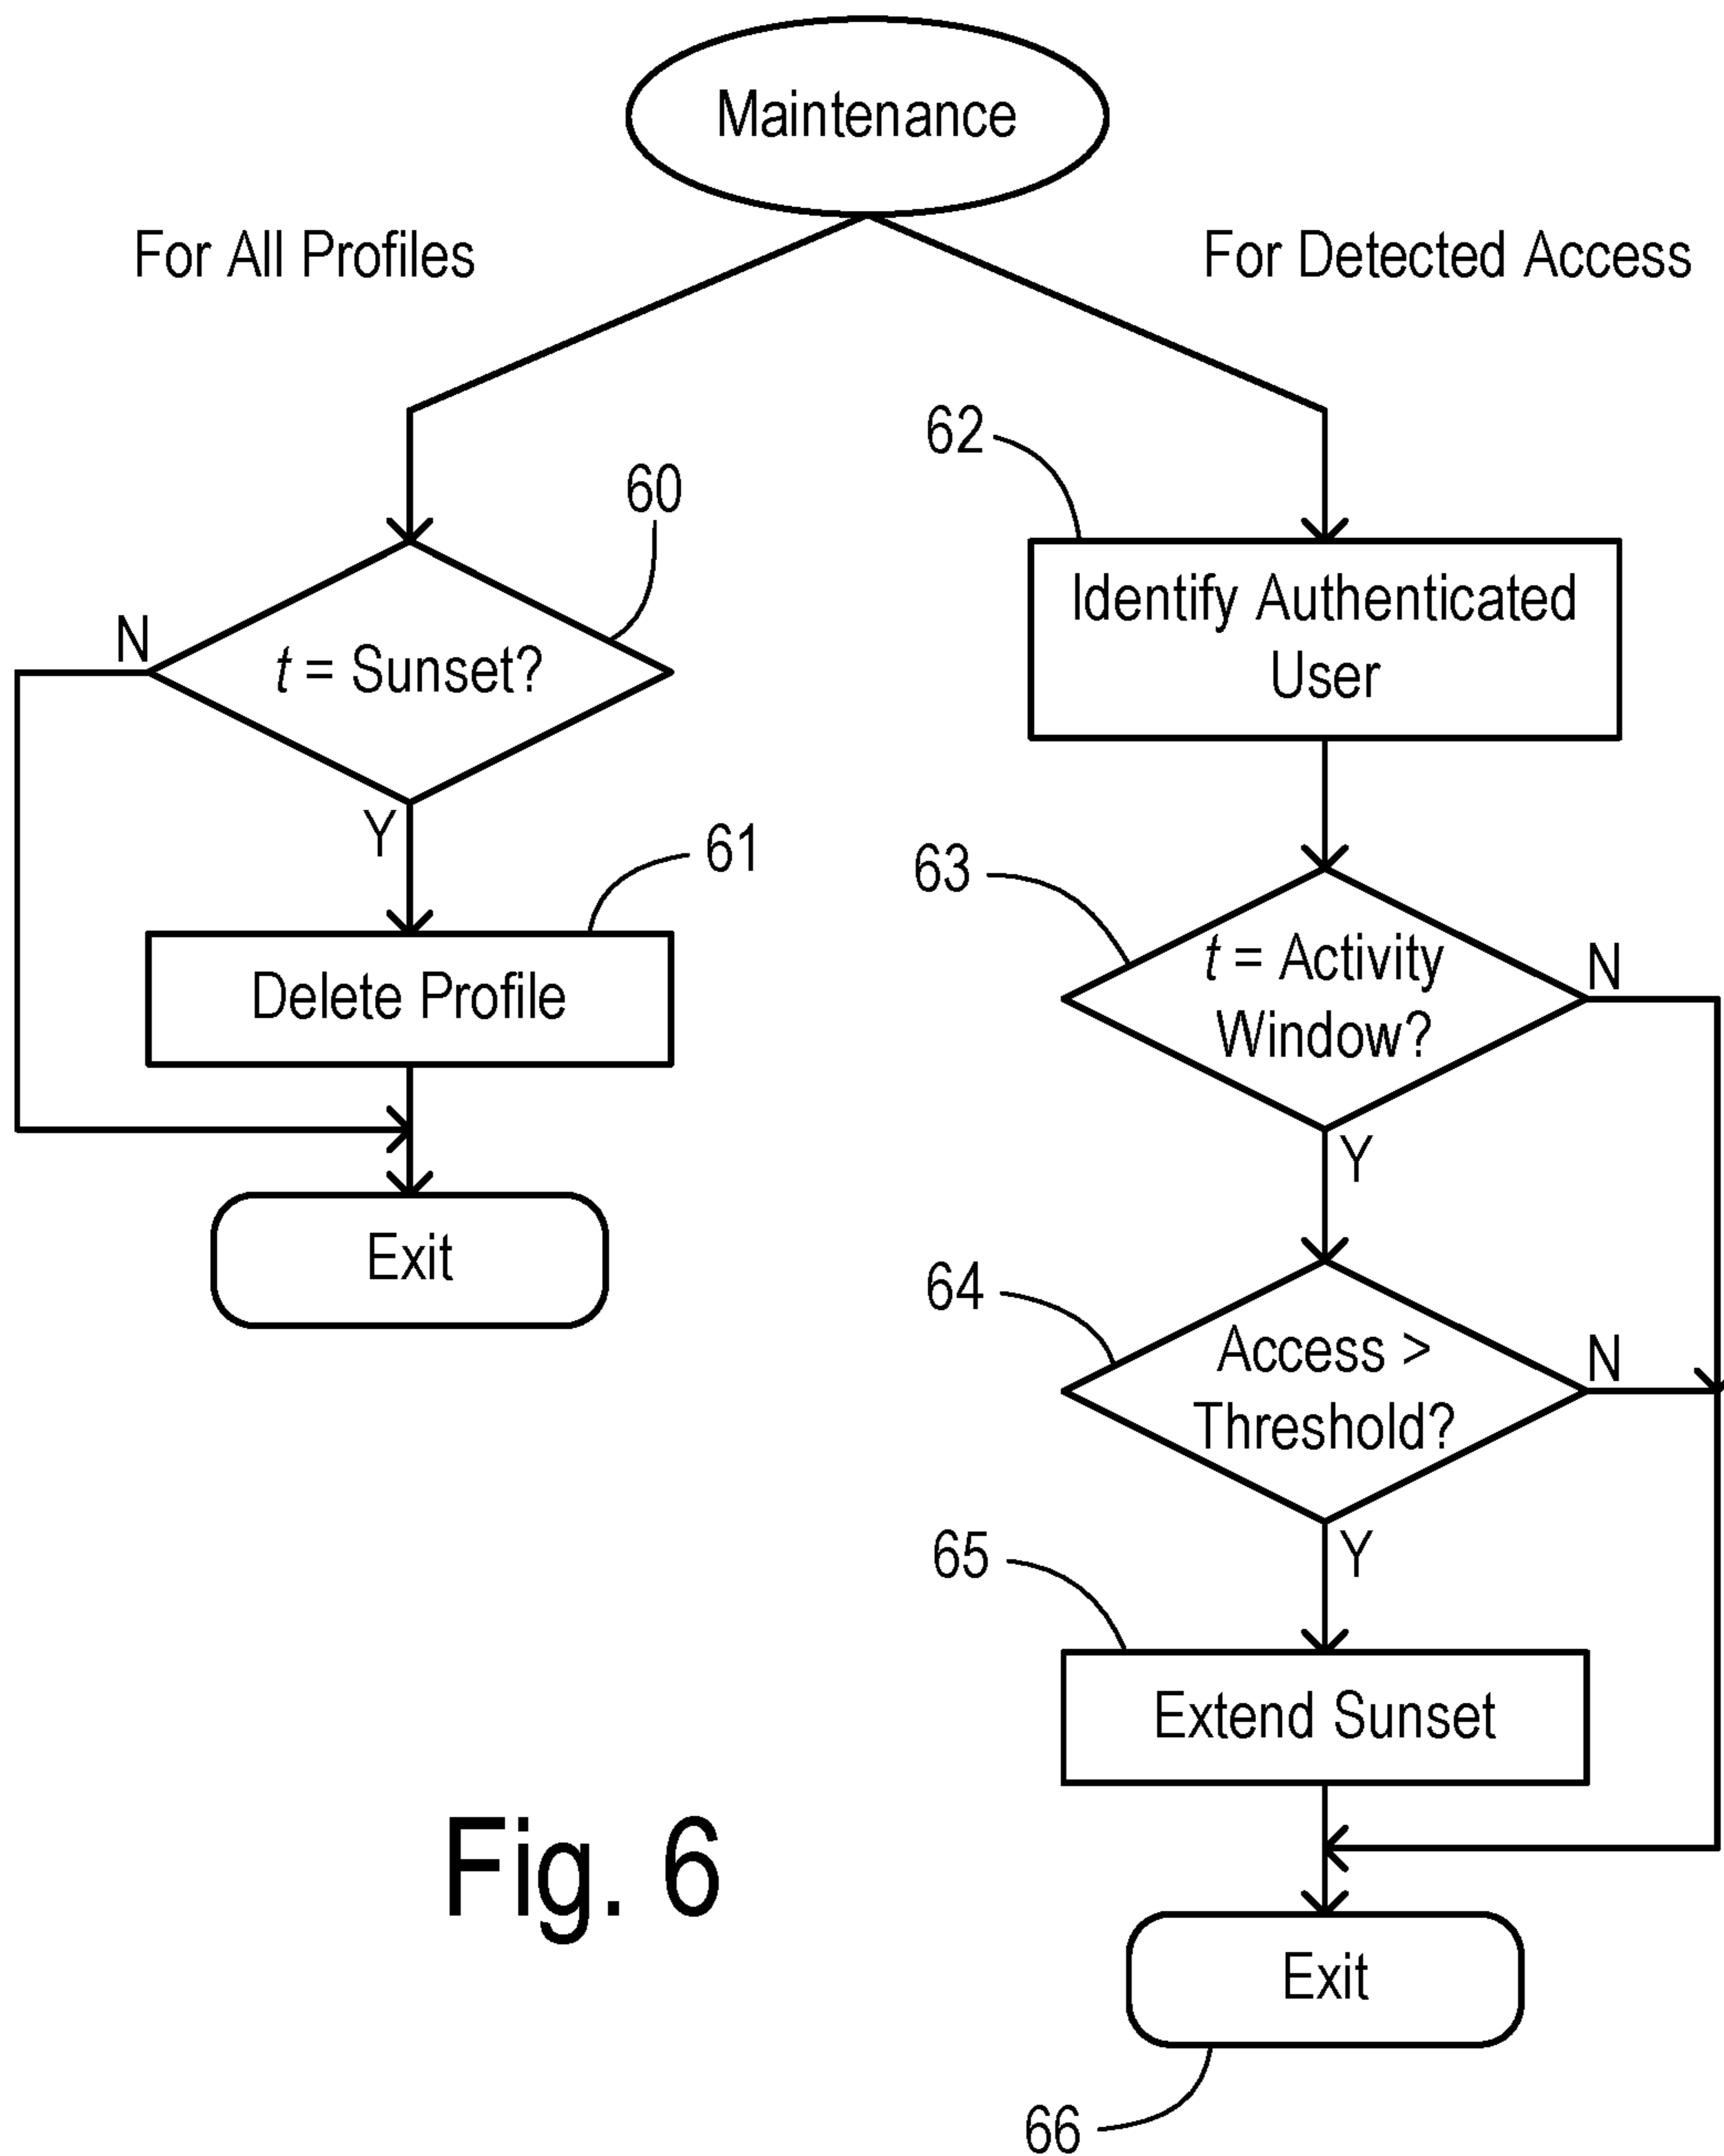 Maintenance
For All Profiles
For Detected Access
60
N
t = Sunset?
Y
61
Delete Profile
Exit
62
Identify Authenticated
User
63
t = Activity
Window?
N
Y
64
Access >
Threshold?
N
Y
65
Extend Sunset
Exit
66
Fig. 6